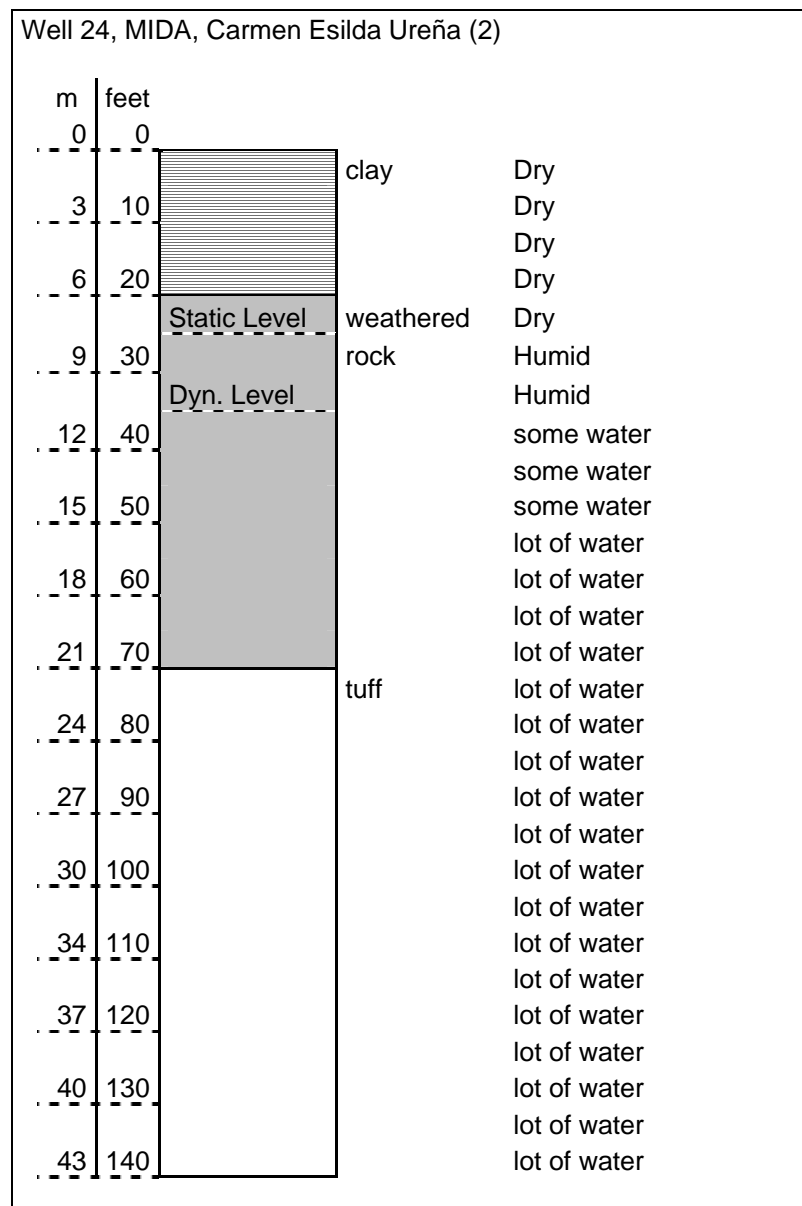 Well 24, MIDA, Carmen Esilda Ureña (2)
m feet
0 0
clay Dry
3 10 Dry
Dry
6 20 Dry
Static Level weathered Dry
9 30 rock Humid
Dyn. Level Humid
12 40 some water
some water
15 50 some water
lot of water
18 60 lot of water
lot of water
21 70 lot of water
tuff lot of water
24 80 lot of water
lot of water
27 90 lot of water
lot of water
30 100 lot of water
lot of water
34 110 lot of water
lot of water
37 120 lot of water
lot of water
40 130 lot of water
lot of water
43 140 lot of water